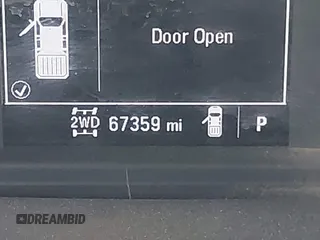 Door Open
2WD 67359 mi P
DREAMBID